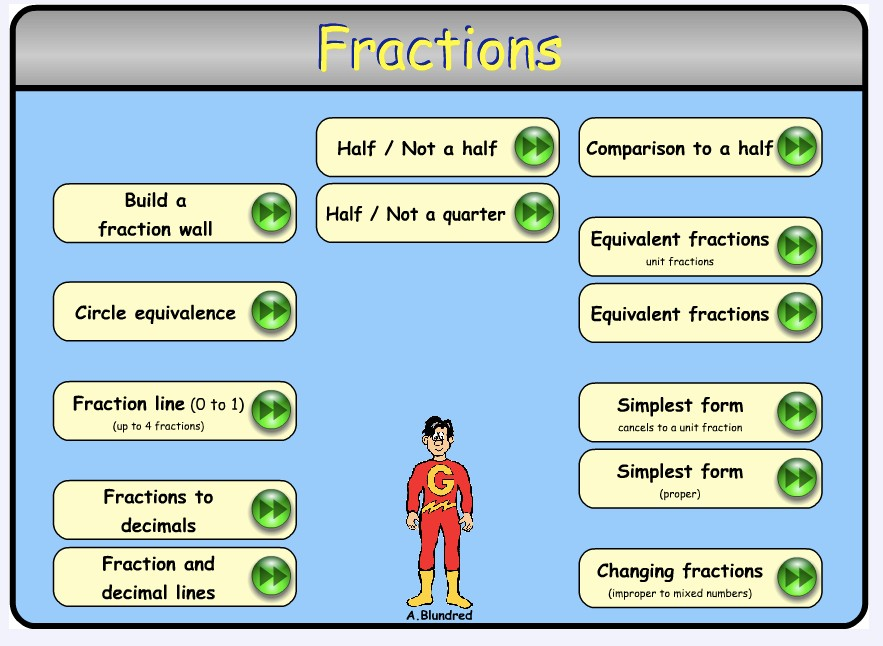 Fractions
Build a
fraction wall
Circle equivalence
Fraction line (0 to 1)
(up to 4 fractions)
Fractions to
decimals
Fraction and
decimal lines
Half / Not a half
Half / Not a quarter
G
A.Blundred
Comparison to a half
Equivalent fractions
unit fractions
Equivalent fractions
Simplest form
cancels to a unit fraction
Simplest form
(proper)
Changing fractions
(improper to mixed numbers)